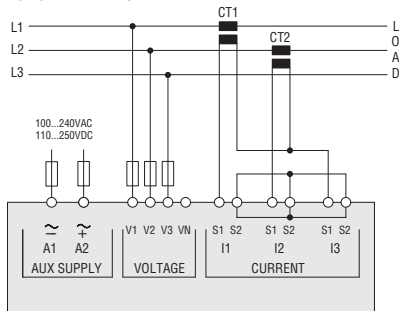 CT1
L1 L
L2 CT2 O
A
L3 D
100...240VAC
110...250VDC
V1 V2 V3 VN S1 S2 S1 S2 S1 S2
A1 A2 I1 I2 I3
AUX SUPPLY VOLTAGE CURRENT